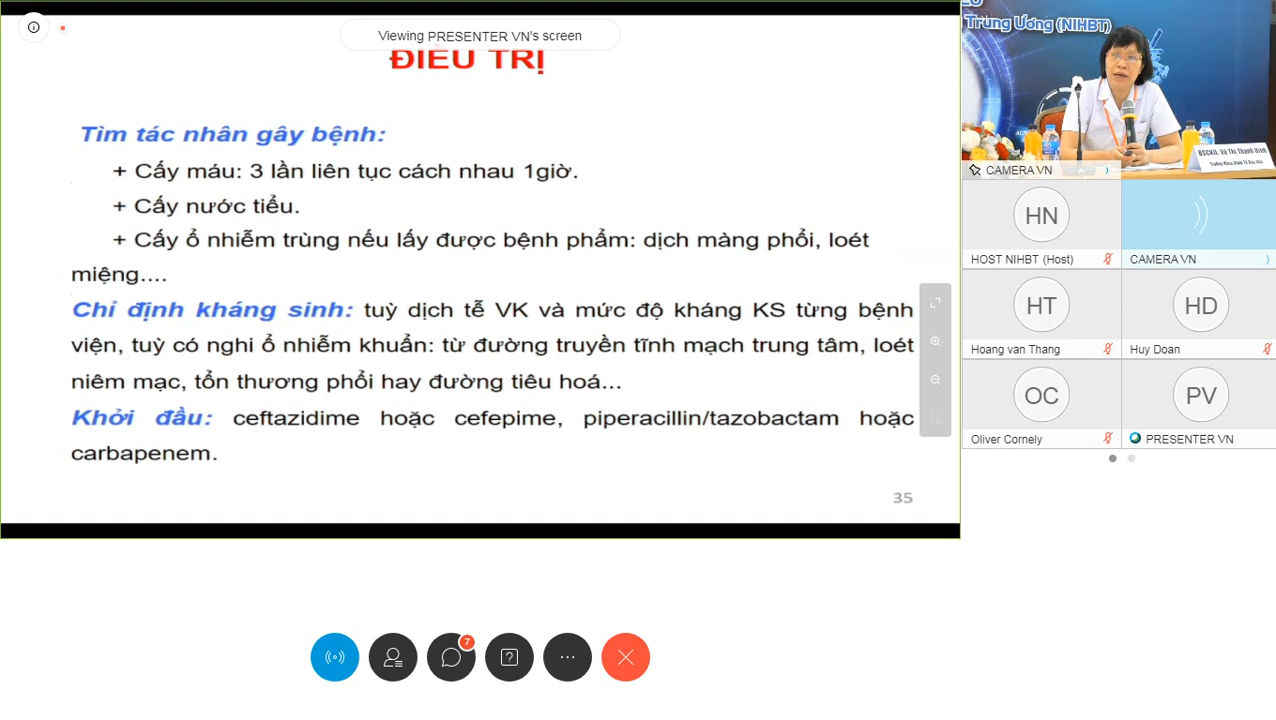 Viewing PRESENTER VN's screen
ĐIỀU TRỊ
Tìm tác nhân gây bệnh:
+ Cấy máu: 3 lần liên tục cách nhau 1giờ.
+ Cấy nước tiểu.
+ Cấy ổ nhiễm trùng nếu lấy được bệnh phẩm: dịch màng phổi, loét
miệng....
Chỉ định kháng sinh: tuỳ dịch tễ VK và mức độ kháng KS từng bệnh
viện, tuỳ có nghi ổ nhiễm khuẩn: từ đường truyền tĩnh mạch trung tâm, loét
niêm mạc, tổn thương phổi hay đường tiêu hoá...
Khởi đầu: ceftazidime hoặc cefepime, piperacillin/tazobactam hoặc
carbapenem.
35
Trung Ương (NIHBT)
BSCKII. Võ Thị Thanh Bình
CAMERA VN
HN
HOST NIHBT (Host)
CAMERA VN
HT
Hoang van Thang
HD
Huy Doan
OC
Oliver Cornely
PV
PRESENTER VN
7